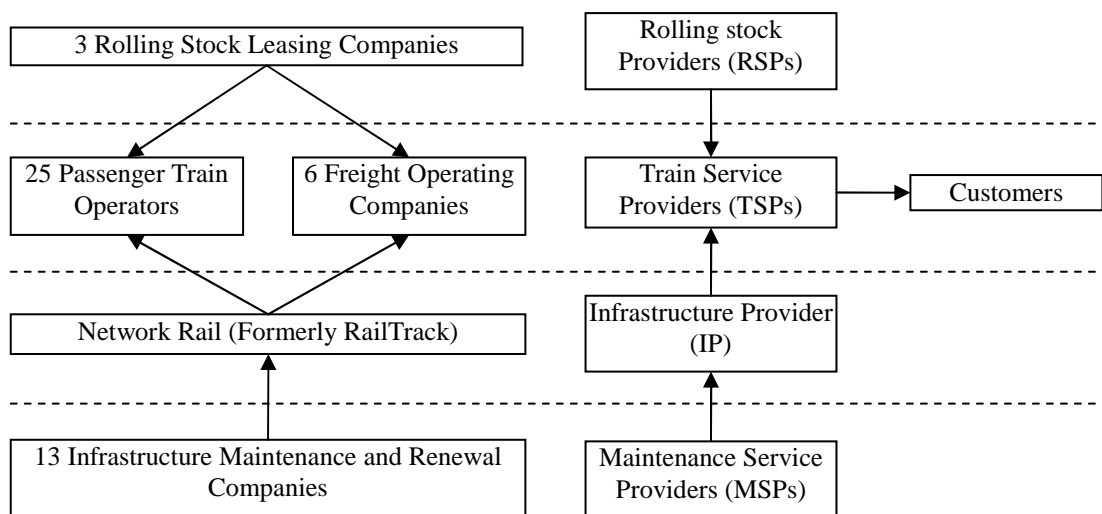 3 Rolling Stock Leasing Companies
Rolling stock
Providers (RSPs)
25 Passenger Train
Operators
6 Freight Operating
Companies
Train Service
Providers (TSPs)
Customers
Network Rail (Formerly RailTrack)
Infrastructure Provider
(IP)
13 Infrastructure Maintenance and Renewal
Companies
Maintenance Service
Providers (MSPs)